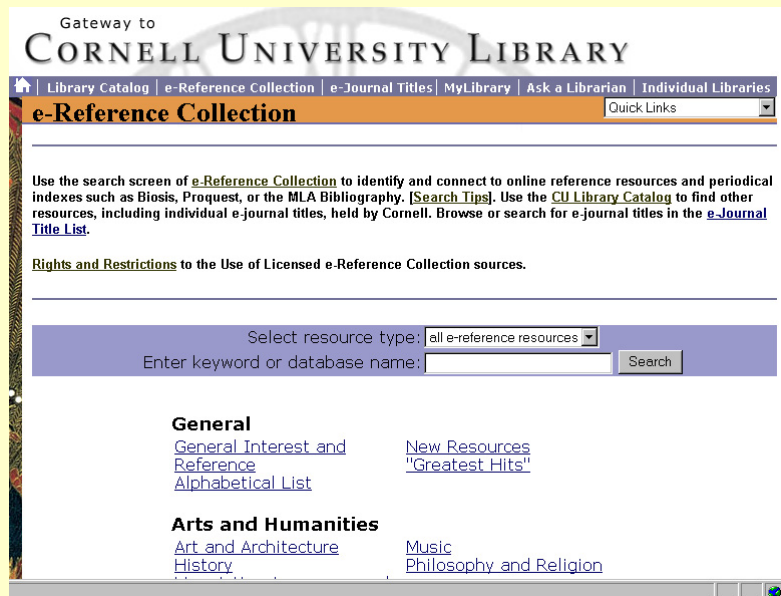 Gateway to
CORNELL UNIVERSITY LIBRARY
| Library Catalog | e-Reference Collection | e-Journal Titles | MyLibrary | Ask a Librarian | Individual Libraries
e-Reference Collection
Quick Links
Use the search screen of e-Reference Collection to identify and connect to online reference resources and periodical
indexes such as Biosis, Proquest, or the MLA Bibliography. [Search Tips]. Use the CU Library Catalog to find other
resources, including individual e-journal titles, held by Cornell. Browse or search for e-journal titles in the e-Journal
Title List.
Rights and Restrictions to the Use of Licensed e-Reference Collection sources.
Select resource type: all e-reference resources
Enter keyword or database name: Search
General
General Interest and
Reference
Alphabetical List
New Resources
"Greatest Hits"
Arts and Humanities
Art and Architecture
History
Music
Philosophy and Religion